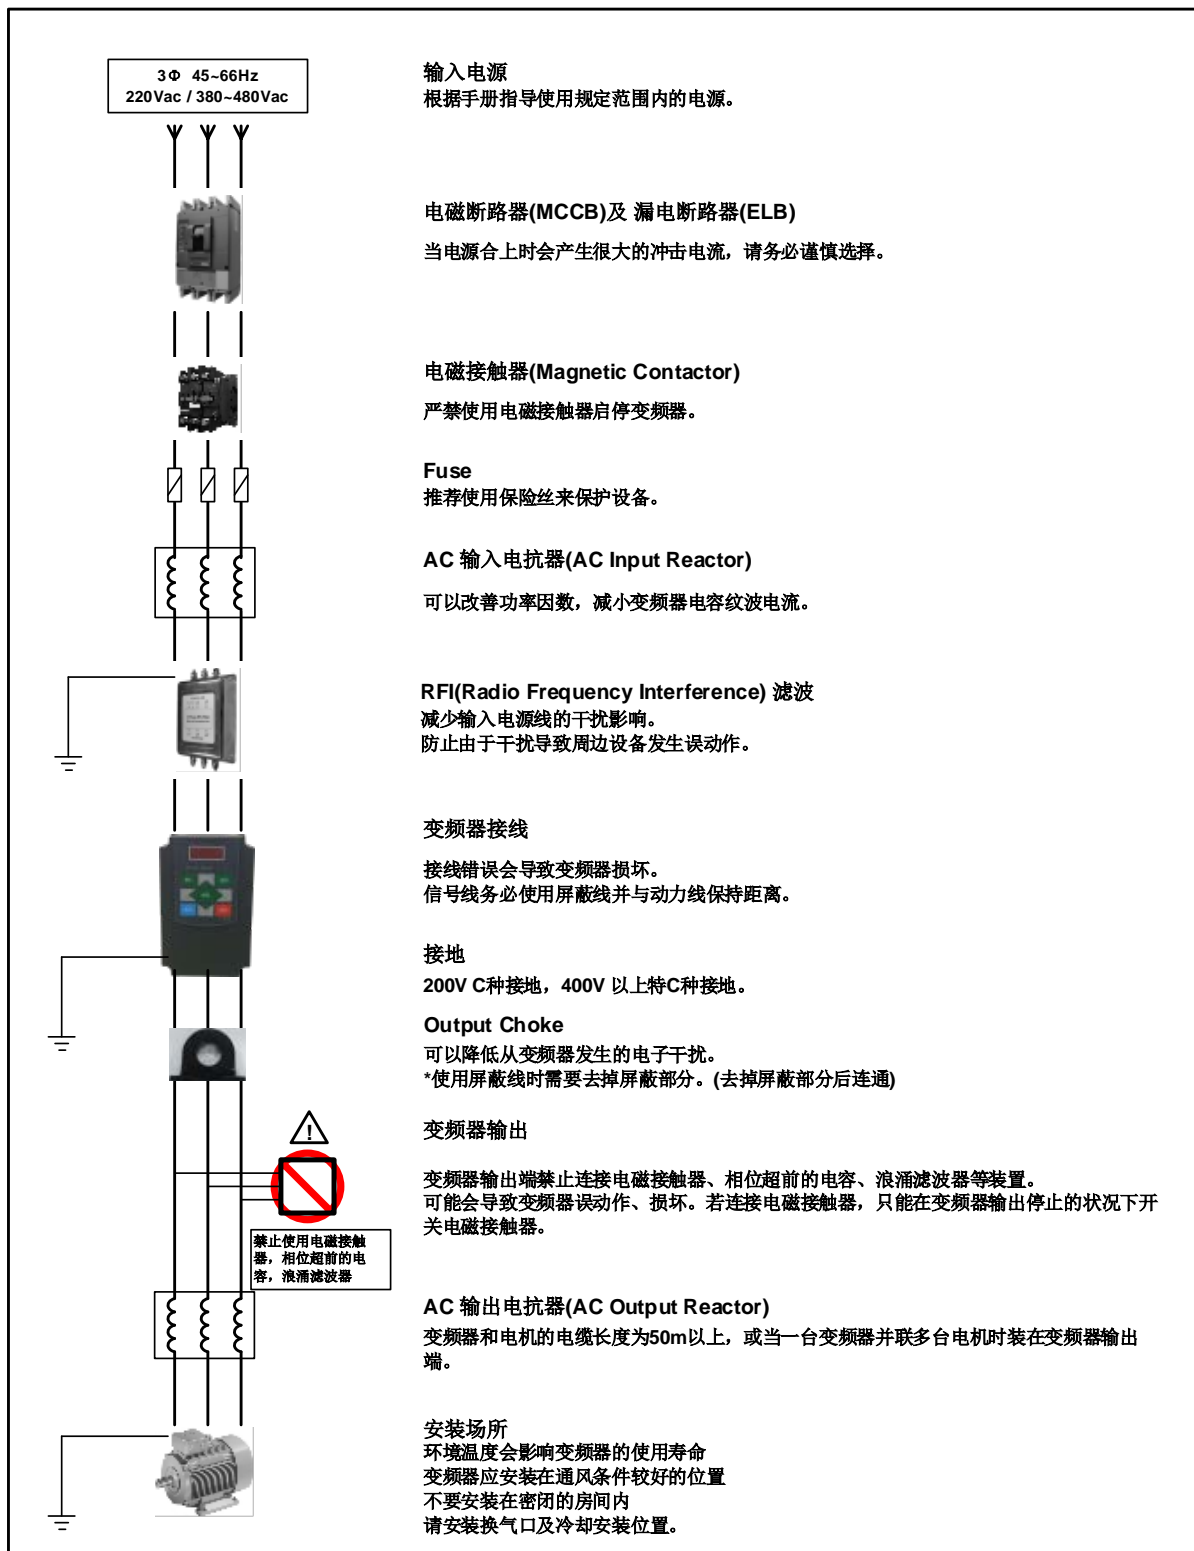 3Φ 45~66Hz
220Vac / 380~480Vac
输入电源
根据手册指导使用规定范围内的电源。
电磁断路器(MCCB)及 漏电断路器(ELB)
当电源合上时会产生很大的冲击电流，请务必谨慎选择。
电磁接触器(Magnetic Contactor)
严禁使用电磁接触器启停变频器。
Fuse
推荐使用保险丝来保护设备。
AC 输入电抗器(AC Input Reactor)
可以改善功率因数，减小变频器电容纹波电流。
RFI(Radio Frequency Interference) 滤波
减少输入电源线的干扰影响。
防止由于干扰导致周边设备发生误动作。
变频器接线
接线错误会导致变频器损坏。
信号线务必使用屏蔽线并与动力线保持距离。
接地
200V C种接地，400V 以上特C种接地。
Output Choke
可以降低从变频器发生的电子干扰。
*使用屏蔽线时需要去掉屏蔽部分。(去掉屏蔽部分后连通)
变频器输出
变频器输出端禁止连接电磁接触器、相位超前的电容、浪涌滤波器等装置。
可能会导致变频器误动作、损坏。若连接电磁接触器，只能在变频器输出停止的状况下开
关电磁接触器。
!
禁止使用电磁接触
器，相位超前的电
容，浪涌滤波器
AC 输出电抗器(AC Output Reactor)
变频器和电机的电缆长度为50m以上，或当一台变频器并联多台电机时装在变频器输出
端。
安装场所
环境温度会影响变频器的使用寿命
变频器应安装在通风条件较好的位置
不要安装在密闭的房间内
请安装换气口及冷却安装位置。